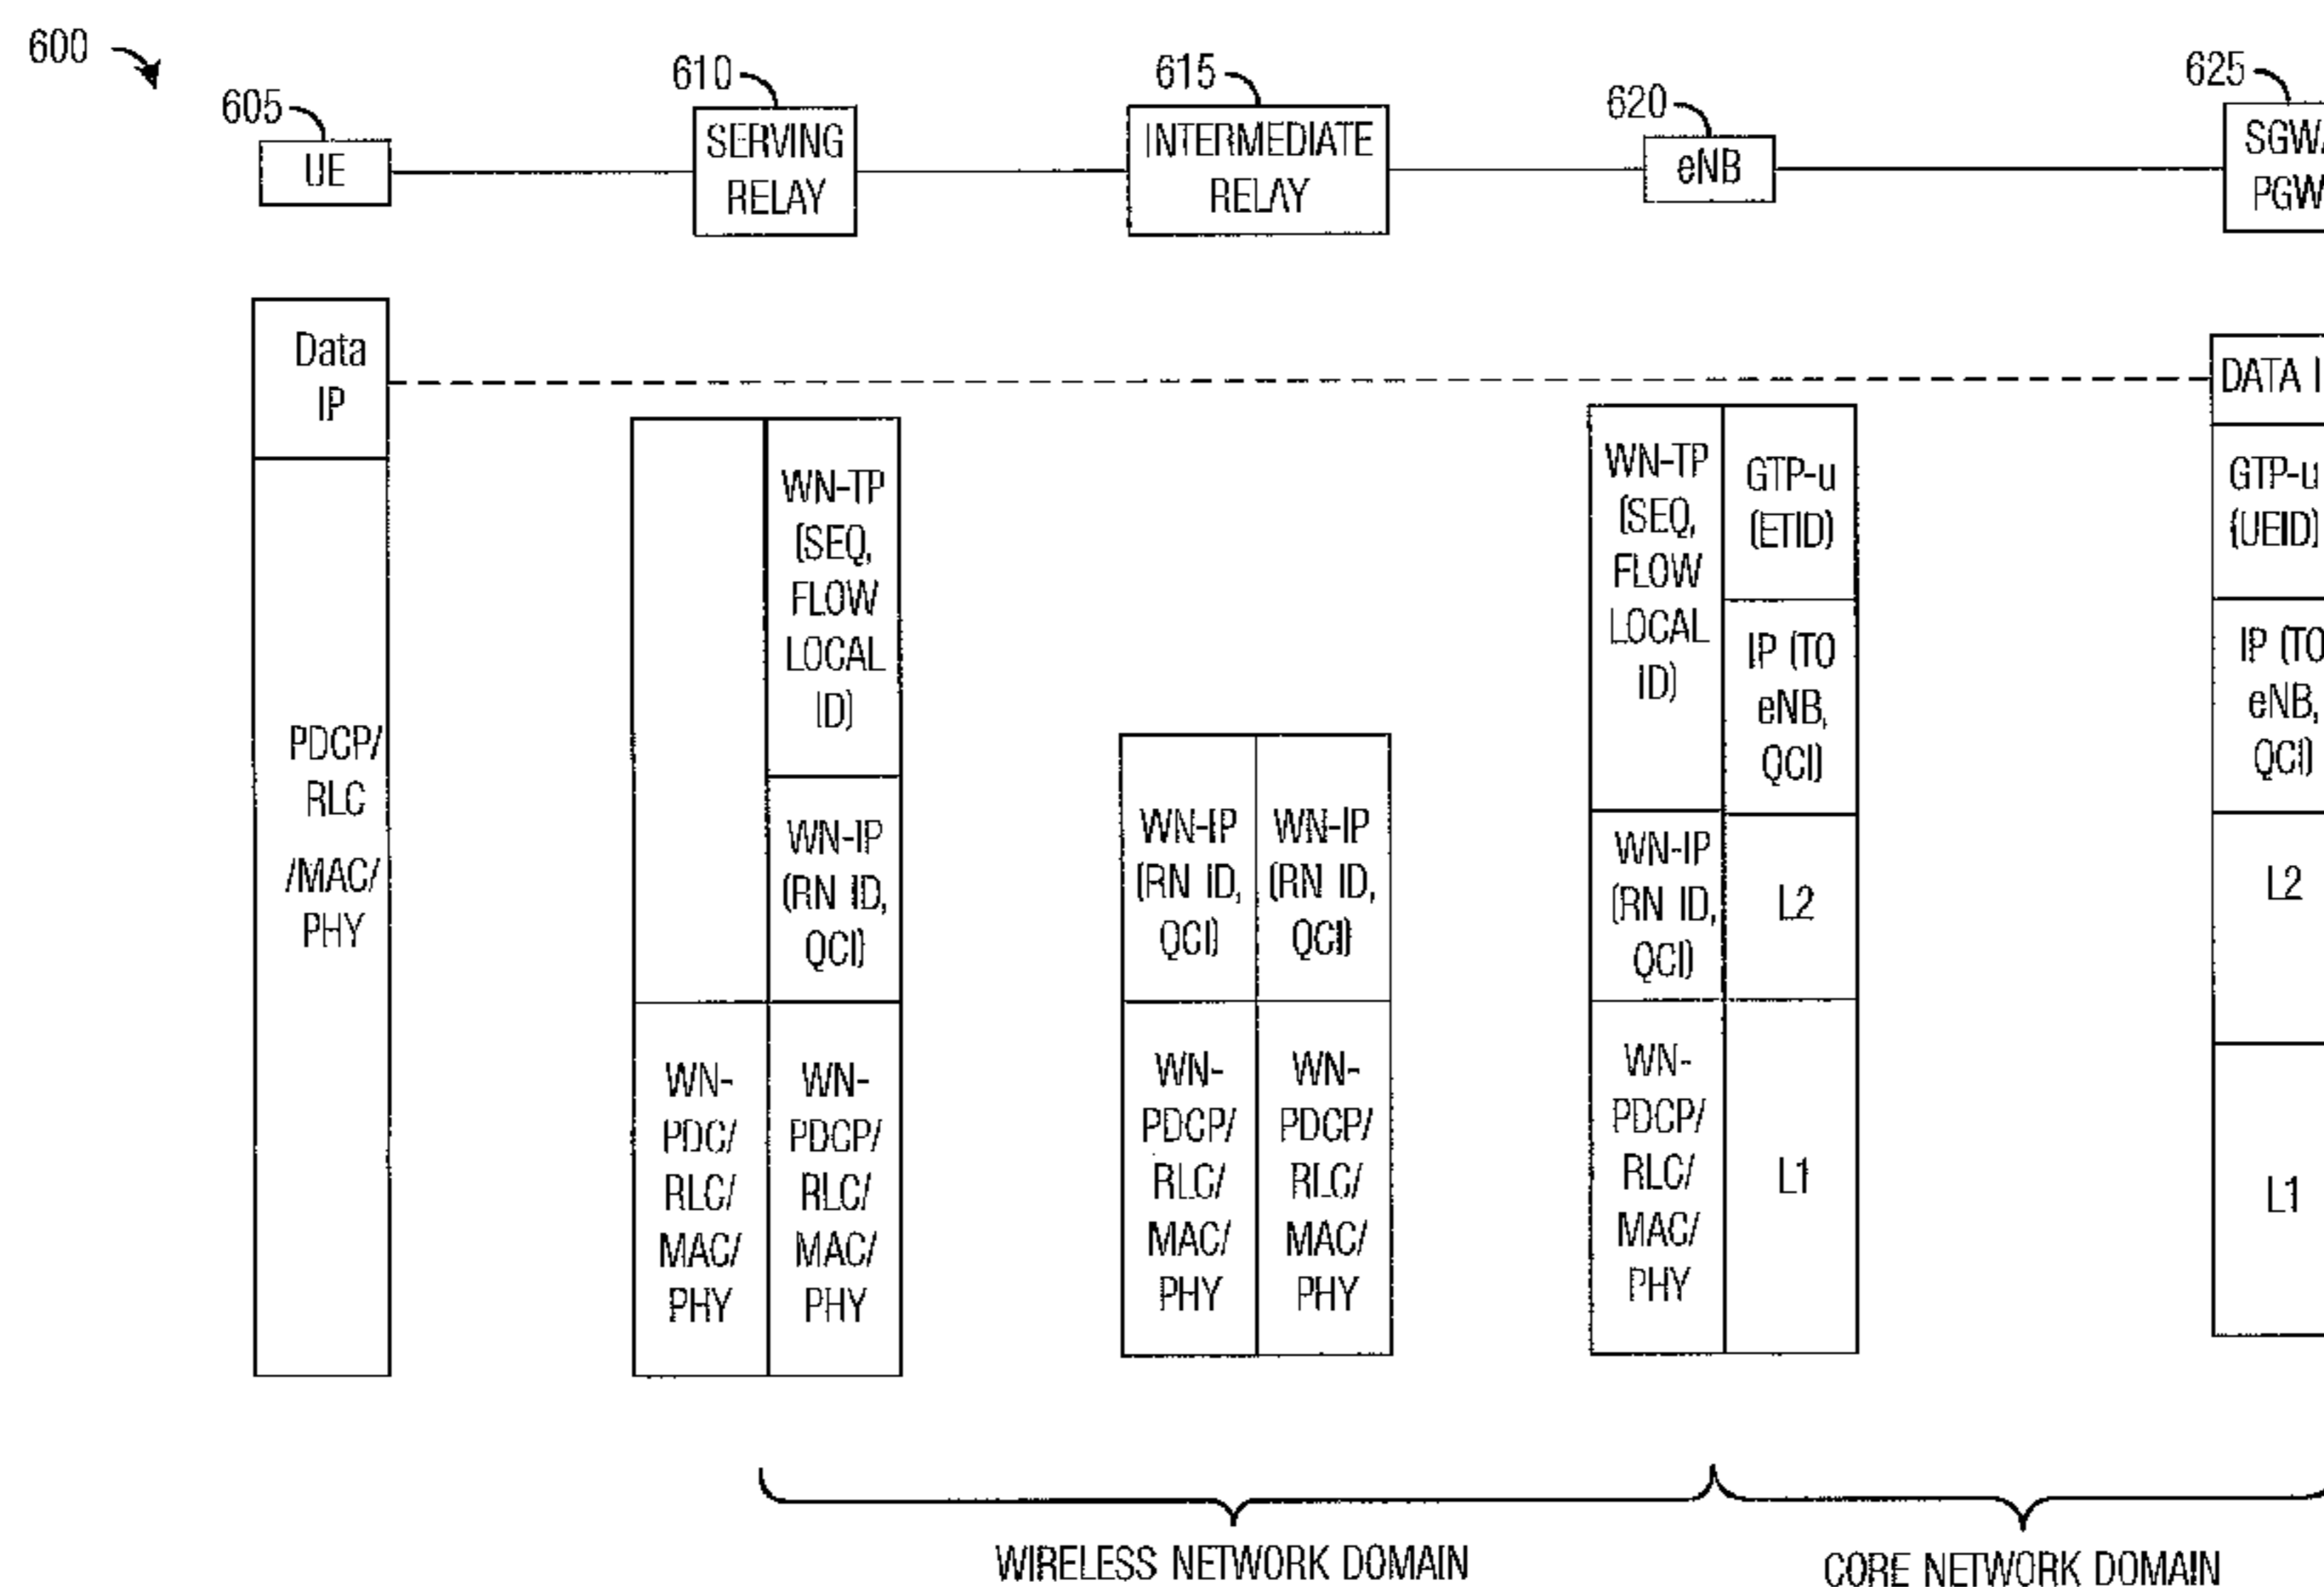 600
605
610
615
620
625
UE
SERVING
RELAY
INTERMEDIATE
RELAY
eNB
SGW/
PGW
Data
IP
PDCP/
RLC
/MAC/
PHY
WN-
PDC/
RLC/
MAC/
PHY
WN-TP
(SEQ,
FLOW
LOCAL
ID)
WN-IP
(RN ID,
QCI)
WN-
PDCP/
RLC/
MAC/
PHY
WN-IP
(RN ID,
QCI)
WN-
PDCP/
RLC/
MAC/
PHY
WN-IP
(RN ID,
QCI)
WN-
PDCP/
RLC/
MAC/
PHY
WN-TP
(SEQ,
FLOW
LOCAL
ID)
WN-IP
(RN ID,
QCI)
WN-
PDCP/
RLC/
MAC/
PHY
GTP-u
(ETID)
IP (TO
eNB,
QCI)
L2
L1
DATA
GTP-u
(UEID)
IP (TO
eNB,
QCI)
L2
L1
WIRELESS NETWORK DOMAIN
CORE NETWORK DOMAIN